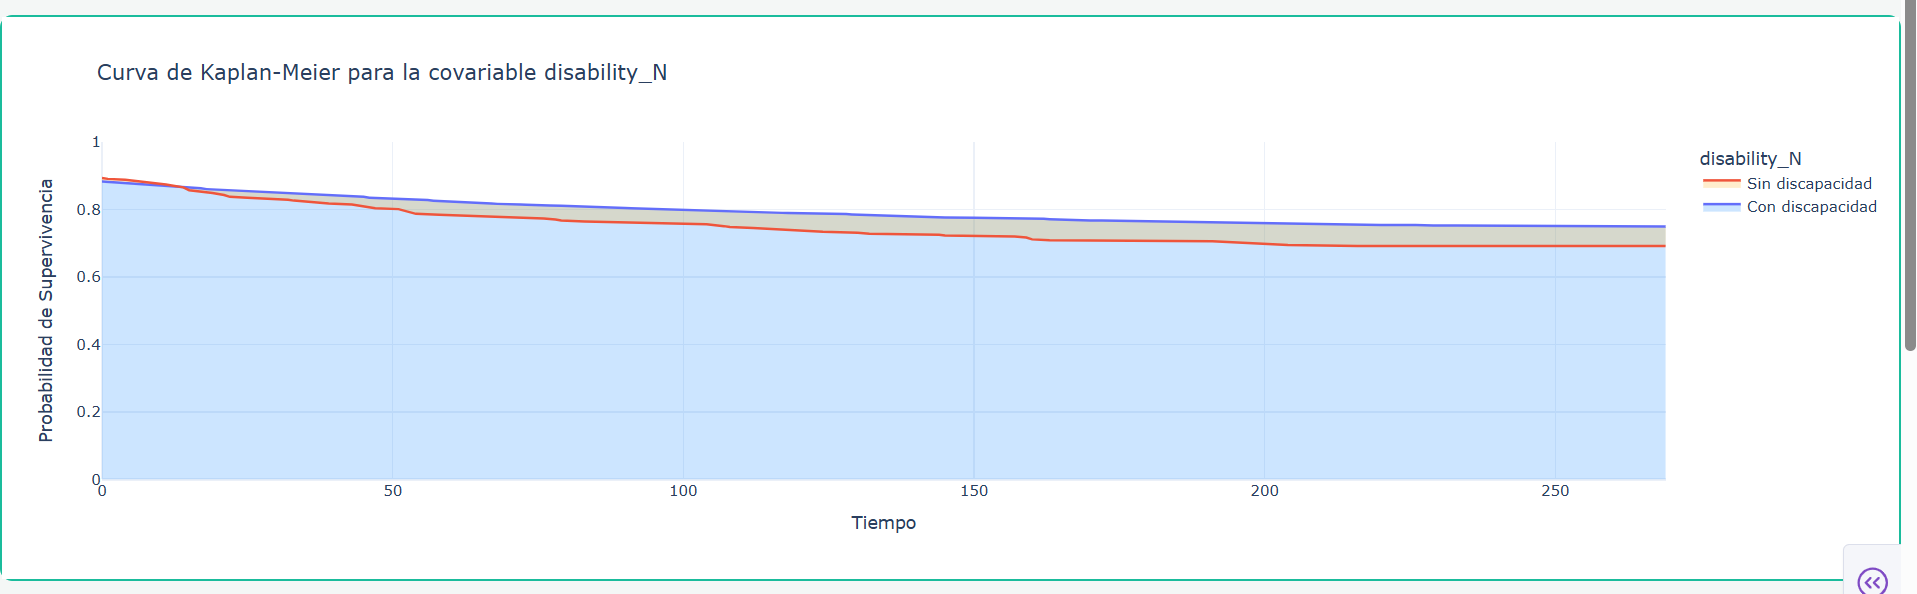 Curva de Kaplan-Meier para la covariable disability_N
Probabilidad de Supervivencia
1
0.8
0.6
0.4
0.2
0
0
50
100
150
200
250
Tiempo
disability_N
Sin discapacidad
Con discapacidad